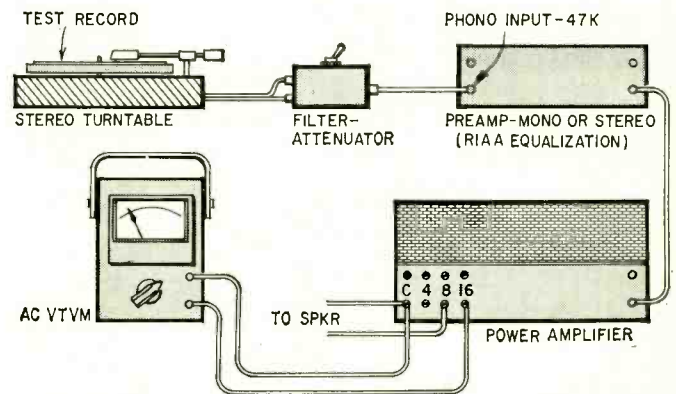 TEST RECORD
PHONO INPUT-47K
STEREO TURNTABLE
FILTER-
ATTENUATOR
PREAMP-MONO OR STEREO
(RIAA EQUALIZATION)
C 4 8 16
AC VTVM
TO SPKR
POWER AMPLIFIER